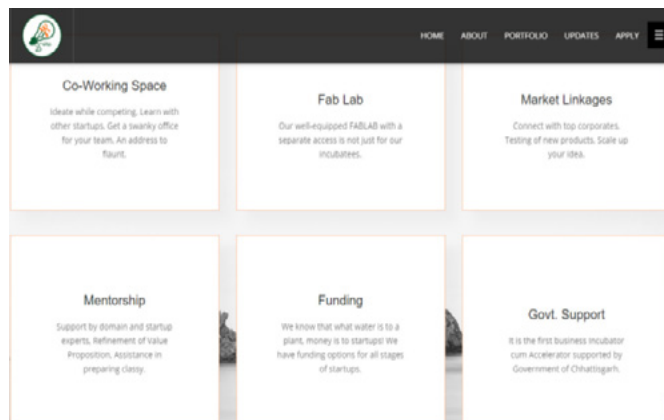 HOME ABOUT PORTFOLIO UPDATES APPLY
Co-Working Space
Ideate while competing. Learn with
other startups. Get a swanky office
for your team. An address to
flaunt.
Fab Lab
Our well-equipped FABLAB with a
separate access is not just for our
incubatees.
Market Linkages
Connect with top corporates.
Testing of new products. Scale up
your idea.
Mentorship
Support by domain and startup
experts. Refinement of Value
Proposition. Assistance in
preparing classy.
Funding
We know that what water is to a
plant, money is to startups! We
have funding options for all stages
of startups.
Govt. Support
It is the first business Incubator
cum Accelerator supported by
Government of Chhattisgarh.